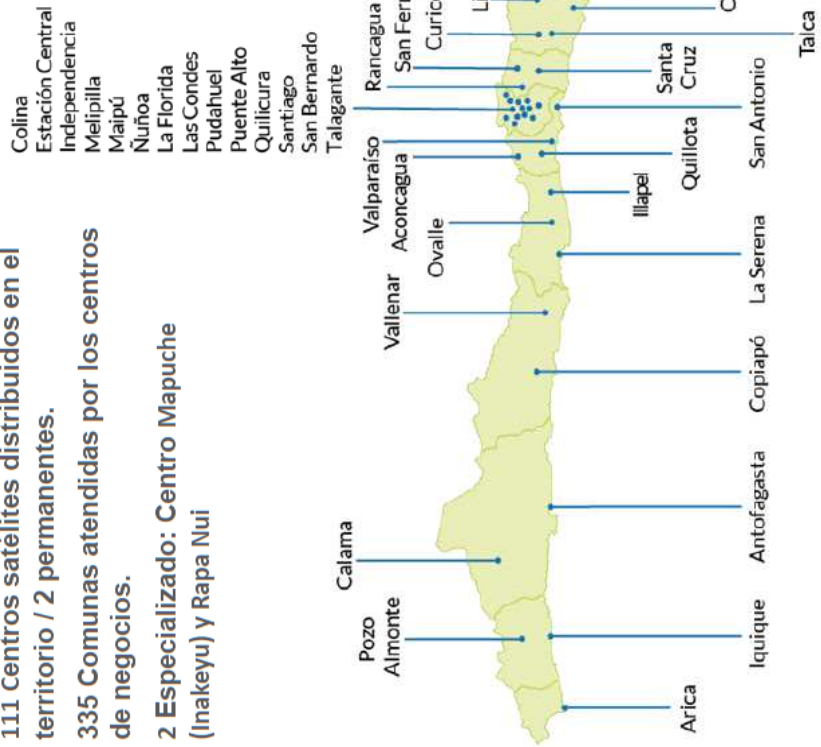 111 Centros satélites distribuidos en el
territorio / 2 permanentes.
335 Comunas atendidas por los centros
de negocios.
2 Especializado: Centro Mapuche
(Inakeyu) y Rapa Nui
Colina
Estación Central
Independencia
Melipilla
Maipú
Ñuñoa
La Florida
Las Condes
Pudahuel
Puente Alto
Quilicura
Santiago
San Bernardo
Talagante
Pozo
Almonte
Calama
Vallenar
Ovalle
Aconcagua
Valparaíso
Rancagua
San Fern
Curic
Arica
Iquique
Antofagasta
Copiapó
La Serena
Illapel
Quillota
San Antonio
Santa
Cruz
Talca